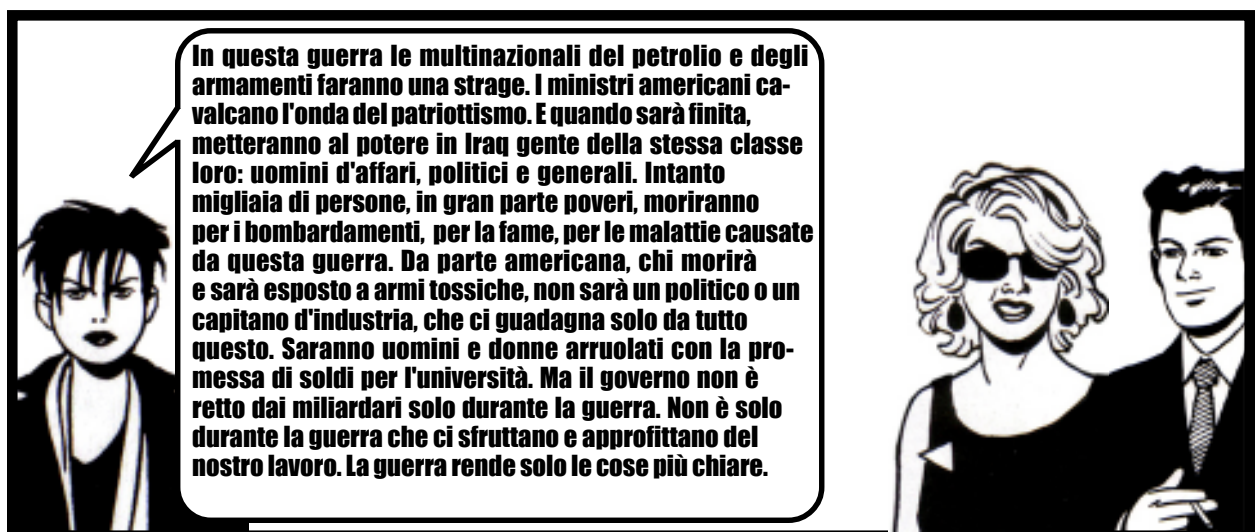 In questa guerra le multinazionali del petrolio e degli
armamenti faranno una strage. I ministri americani ca-
valcano l'onda del patriottismo. E quando sarà finita,
metteranno al potere in Iraq gente della stessa classe
loro: uomini d'affari, politici e generali. Intanto
migliaia di persone, in gran parte poveri, moriranno
per i bombardamenti, per la fame, per le malattie causate
da questa guerra. Da parte americana, chi morirà
e sarà esposto a armi tossiche, non sarà un politico o un
capitano d'industria, che ci guadagna solo da tutto
questo. Saranno uomini e donne arruolati con la pro-
messa di soldi per l'università. Ma il governo non è
retto dai miliardari solo durante la guerra. Non è solo
durante la guerra che ci sfruttano e approfittano del
nostro lavoro. La guerra rende solo le cose più chiare.